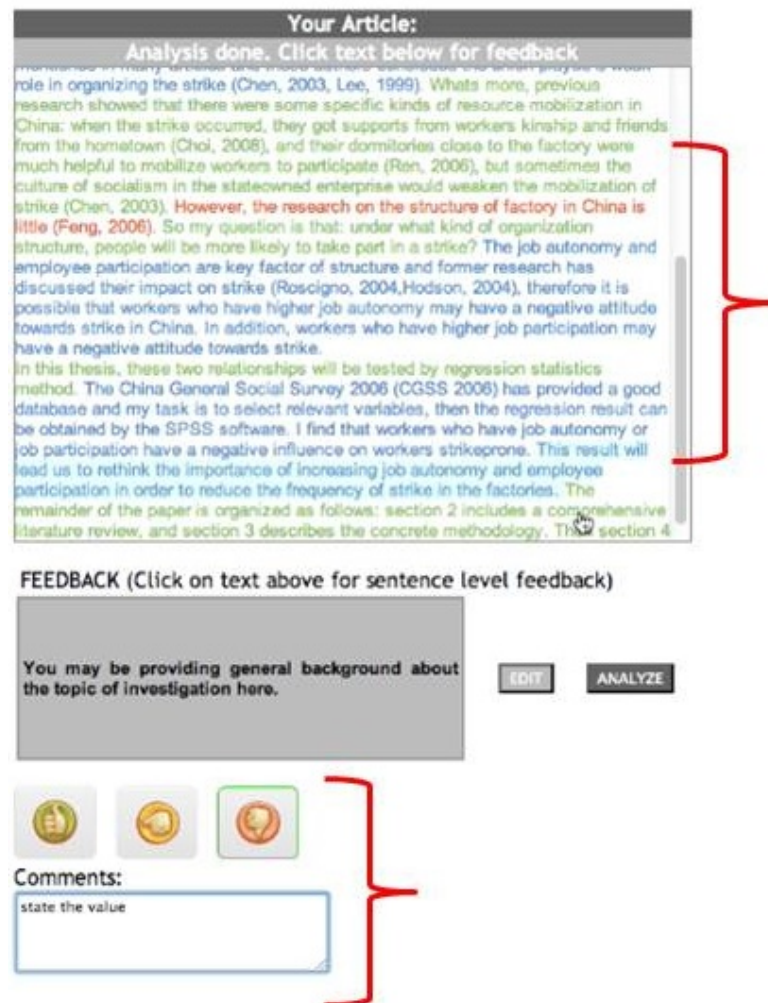 Your Article:
Analysis done. Click text below for feedback
role in organizing the strike (Chen, 2003, Lee, 1999). Whats more, previous
research showed that there were some specific kinds of resource mobilization in
China: when the strike occurred, they got supports from workers kinship and friends
from the hometown (Choi, 2008), and their dormitories close to the factory were
much helpful to mobilize workers to participate (Ren, 2006), but sometimes the
culture of socialism in the stateowned enterprise would weaken the mobilization of
strike (Chen, 2003). However, the research on the structure of factory in China is
little (Feng, 2006). So my question is that: under what kind of organization
structure, people will be more likely to take part in a strike? The job autonomy and
employee participation are key factor of structure and former research has
discussed their impact on strike (Roscigno, 2004,Hodson, 2004), therefore it is
possible that workers who have higher job autonomy may have a negative attitude
towards strike in China. In addition, workers who have higher job participation may
have a negative attitude towards strike.
In this thesis, these two relationships will be tested by regression statistics
method. The China General Social Survey 2006 (CGSS 2006) has provided a good
database and my task is to select relevant variables, then the regression result can
be obtained by the SPSS software. I find that workers who have job autonomy or
job participation have a negative influence on workers strikeprone. This result will
lead us to rethink the importance of increasing job autonomy and employee
participation in order to reduce the frequency of strike in the factories. The
remainder of the paper is organized as follows: section 2 includes a comprehensive
literature review, and section 3 describes the concrete methodology. section 4
FEEDBACK (Click on text above for sentence level feedback)
You may be providing general background about
the topic of investigation here.
EDIT
ANALYZE
Comments:
state the value